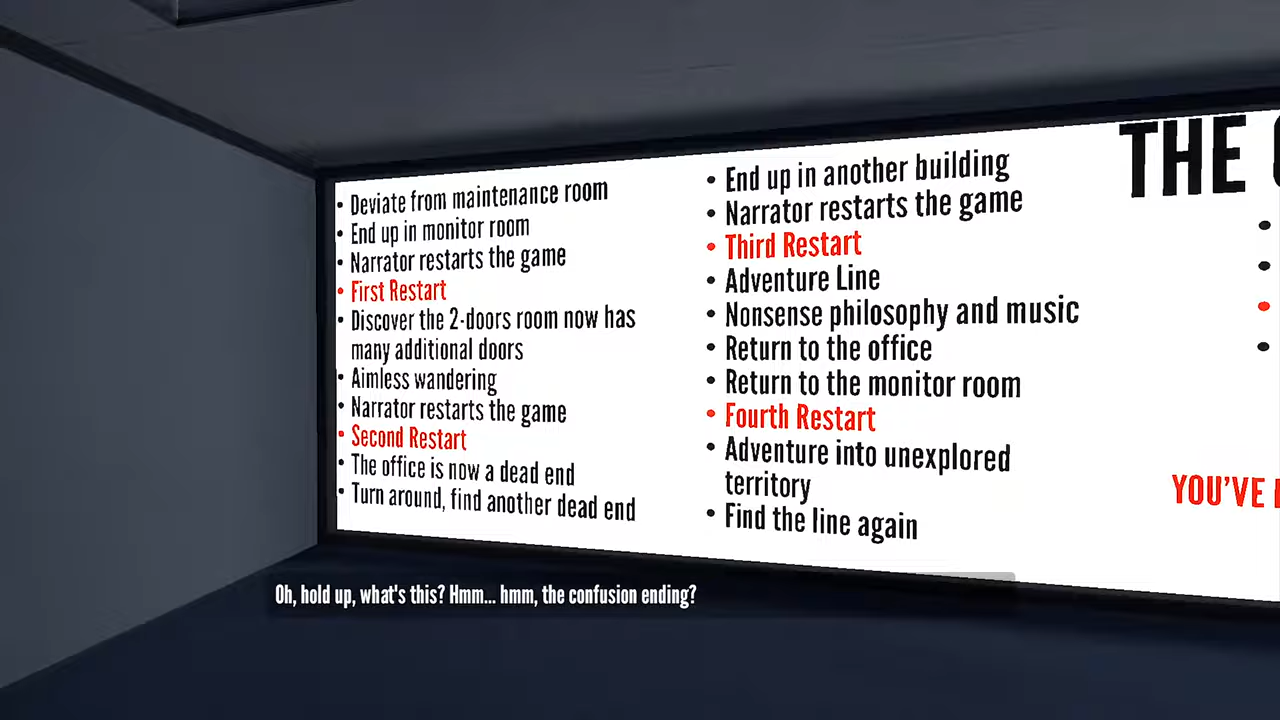 • Deviate from maintenance room
• End up in monitor room
• Narrator restarts the game
• First Restart
• Discover the 2-doors room now has
many additional doors
• Aimless wandering
• Narrator restarts the game
• Second Restart
• The office is now a dead end
• Turn around, find another dead end
• End up in another building
• Narrator restarts the game
• Third Restart
• Adventure Line
• Nonsense philosophy and music
• Return to the office
• Return to the monitor room
• Fourth Restart
• Adventure into unexplored
territory
• Find the line again
THE
YOU'VE
Oh, hold up, what's this? Hmm... hmm, the confusion ending?